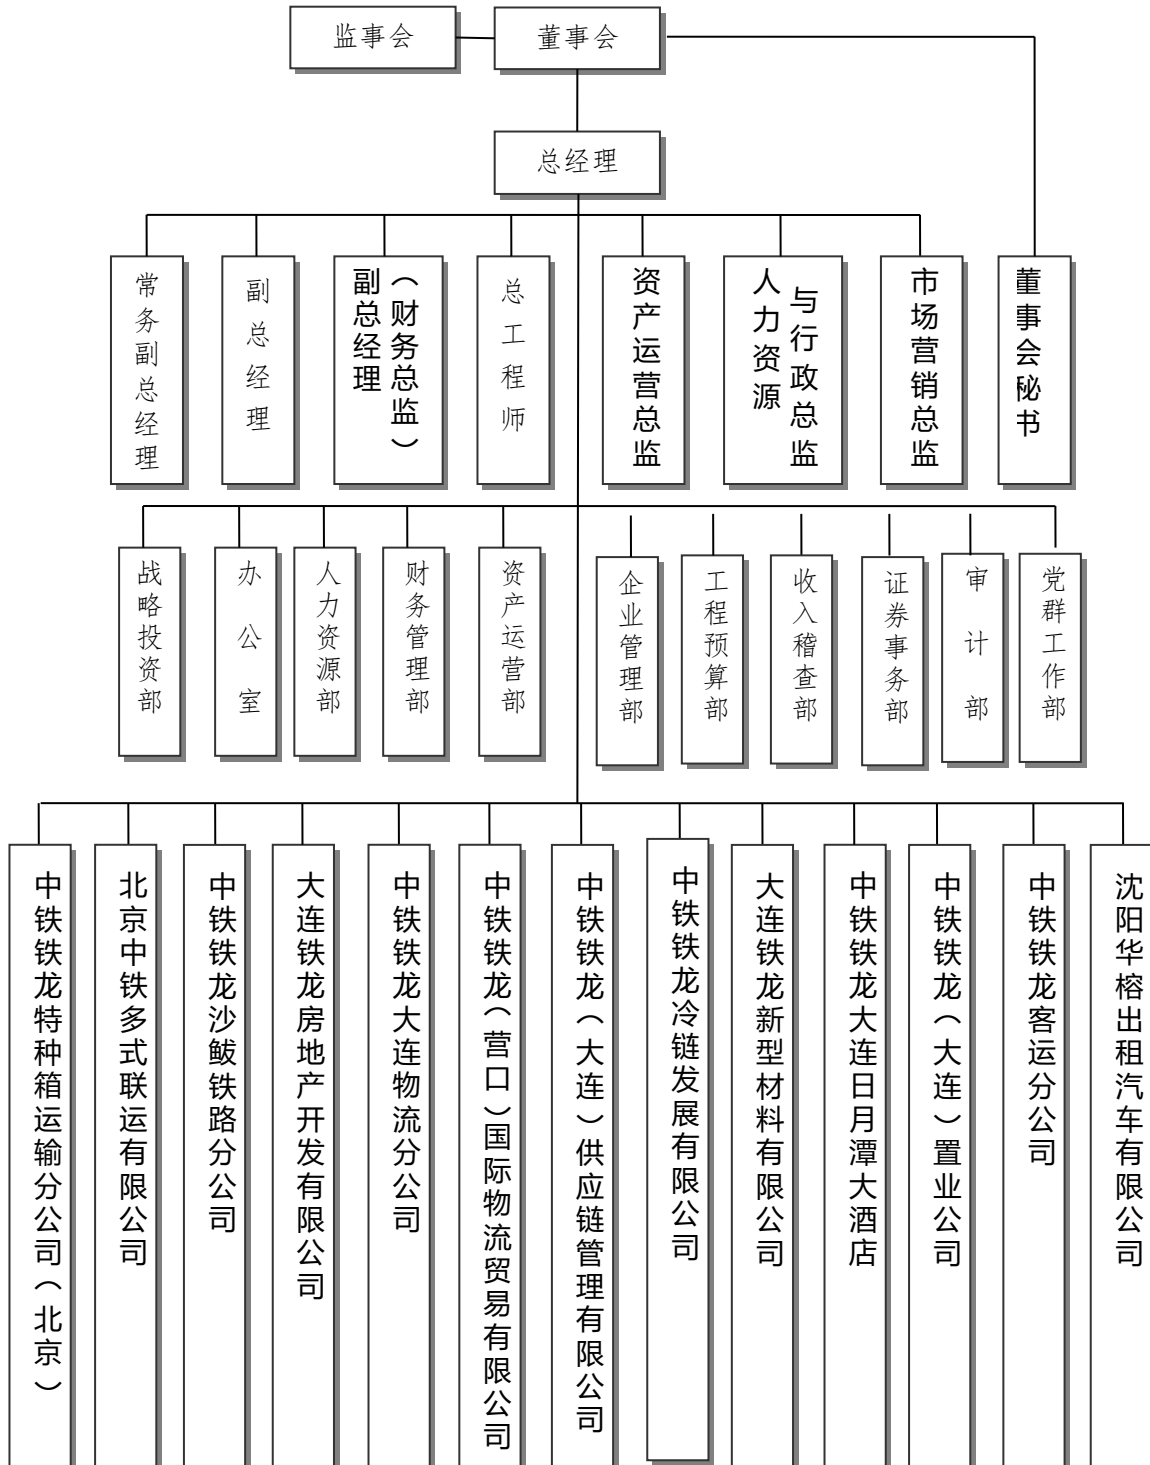 监事会
董事会
总经理
常务副总经理
副总经理
副总经理
（财务总监）
总工程师
资产运营总监
人力资源
与行政总监
市场营销总监
董事会秘书
战略投资部
办公室
人力资源部
财务管理部
资产运营部
企业管理部
工程预算部
收入稽查部
证券事务部
审计部
党群工作部
中铁铁龙特种箱运输分公司（北京）
北京中铁多式联运有限公司
中铁铁龙沙鲅铁路分公司
大连铁龙房地产开发有限公司
中铁铁龙大连物流分公司
中铁铁龙（营口）国际物流贸易有限公司
中铁铁龙（大连）供应链管理有限公司
中铁铁龙冷链发展有限公司
大连铁龙新型材料有限公司
中铁铁龙大连日月潭大酒店
中铁铁龙（大连）置业公司
中铁铁龙客运分公司
沈阳华榕出租汽车有限公司